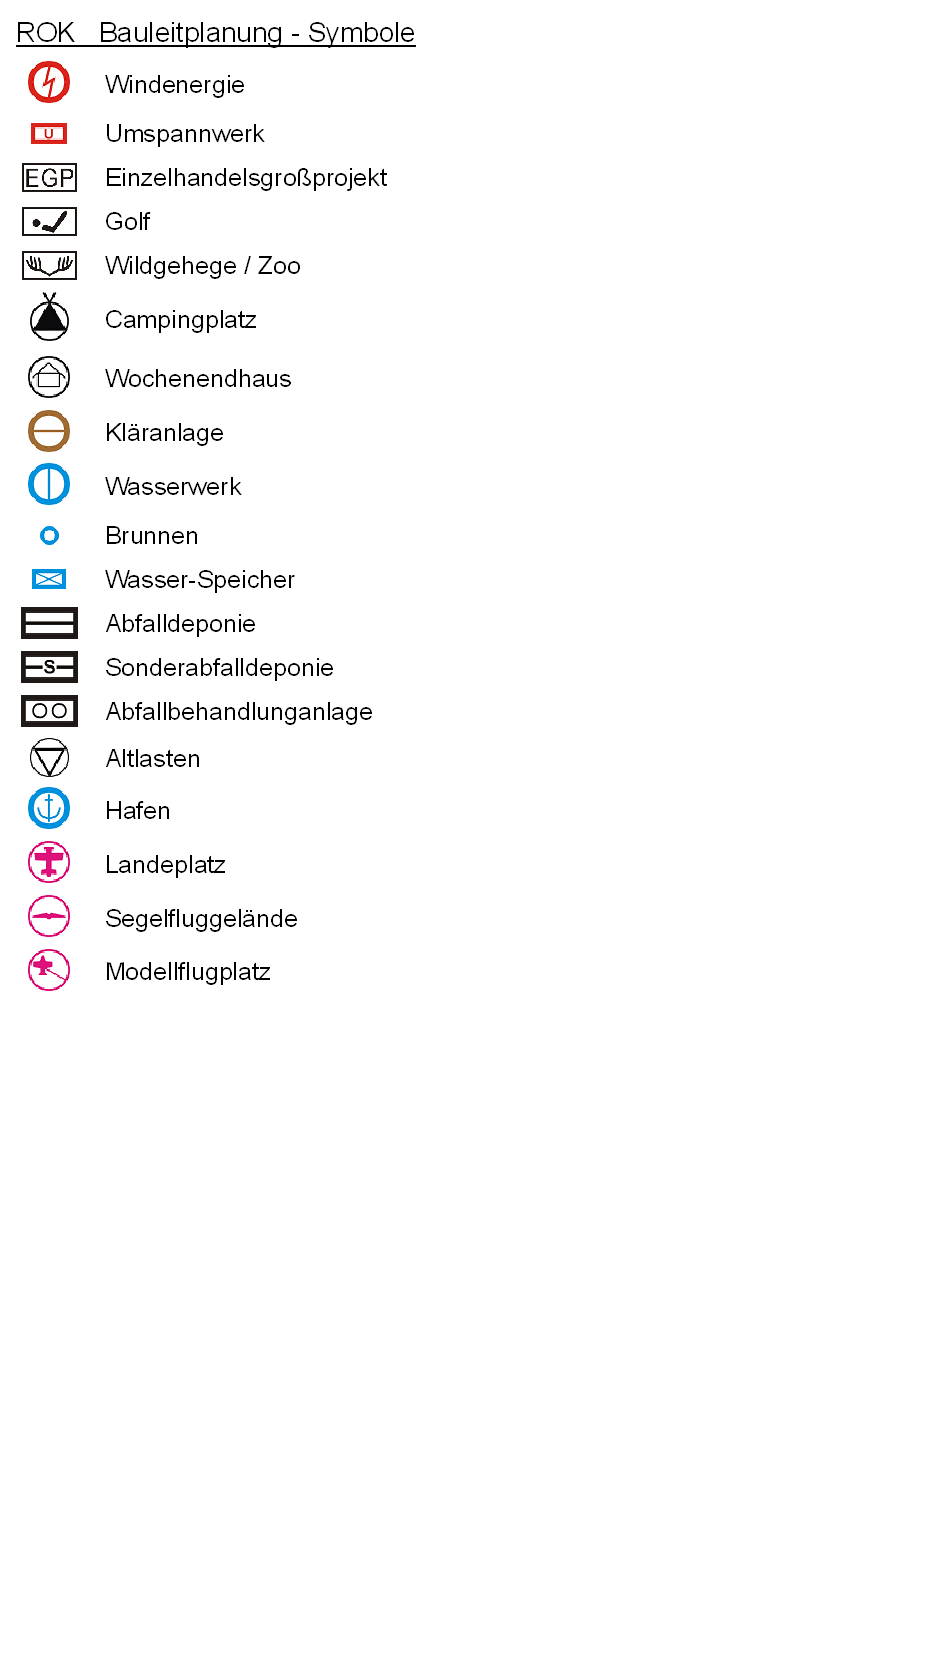 ROK Bauleitplanung - Symbole
Windenergie
U Umspannwerk
EGP Einzelhandelsgroßprojekt
Golf
Wildgehege / Zoo
Campingplatz
Wochenendhaus
Kläranlage
Wasserwerk
Brunnen
Wasser-Speicher
Abfalldeponie
S Sonderabfalldeponie
Abfallbehandlunganlage
Altlasten
Hafen
Landeplatz
Segelfluggelände
Modellflugplatz